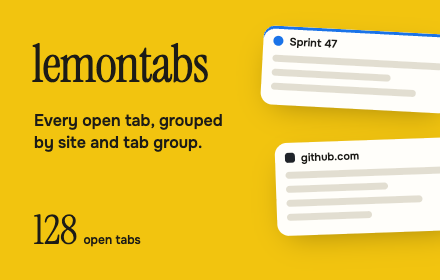 lemontabs
Every open tab, grouped
by site and tab group.
128 open tabs
Sprint 47
github.com